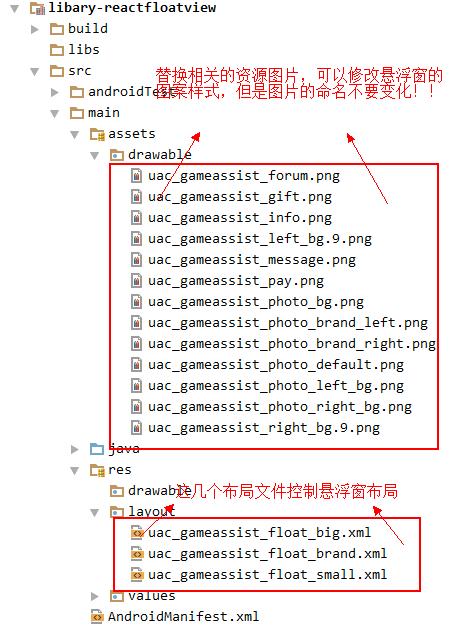 libary-reactfloatview
build
libs
src
替换相关的资源图片，可以修改悬浮窗的
图案样式，但是图片的命名不要变化！！
androidTest
main
assets
drawable
uac_gameassist_forum.png
uac_gameassist_gift.png
uac_gameassist_info.png
uac_gameassist_left_bg.9.png
uac_gameassist_message.png
uac_gameassist_pay.png
uac_gameassist_photo_bg.png
uac_gameassist_photo_brand_left.png
uac_gameassist_photo_brand_right.png
uac_gameassist_photo_default.png
uac_gameassist_photo_left_bg.png
uac_gameassist_photo_right_bg.png
uac_gameassist_right_bg.9.png
java
res
drawable
这几个布局文件控制悬浮窗布局
layout
uac_gameassist_float_big.xml
uac_gameassist_float_brand.xml
uac_gameassist_float_small.xml
values
AndroidManifest.xml